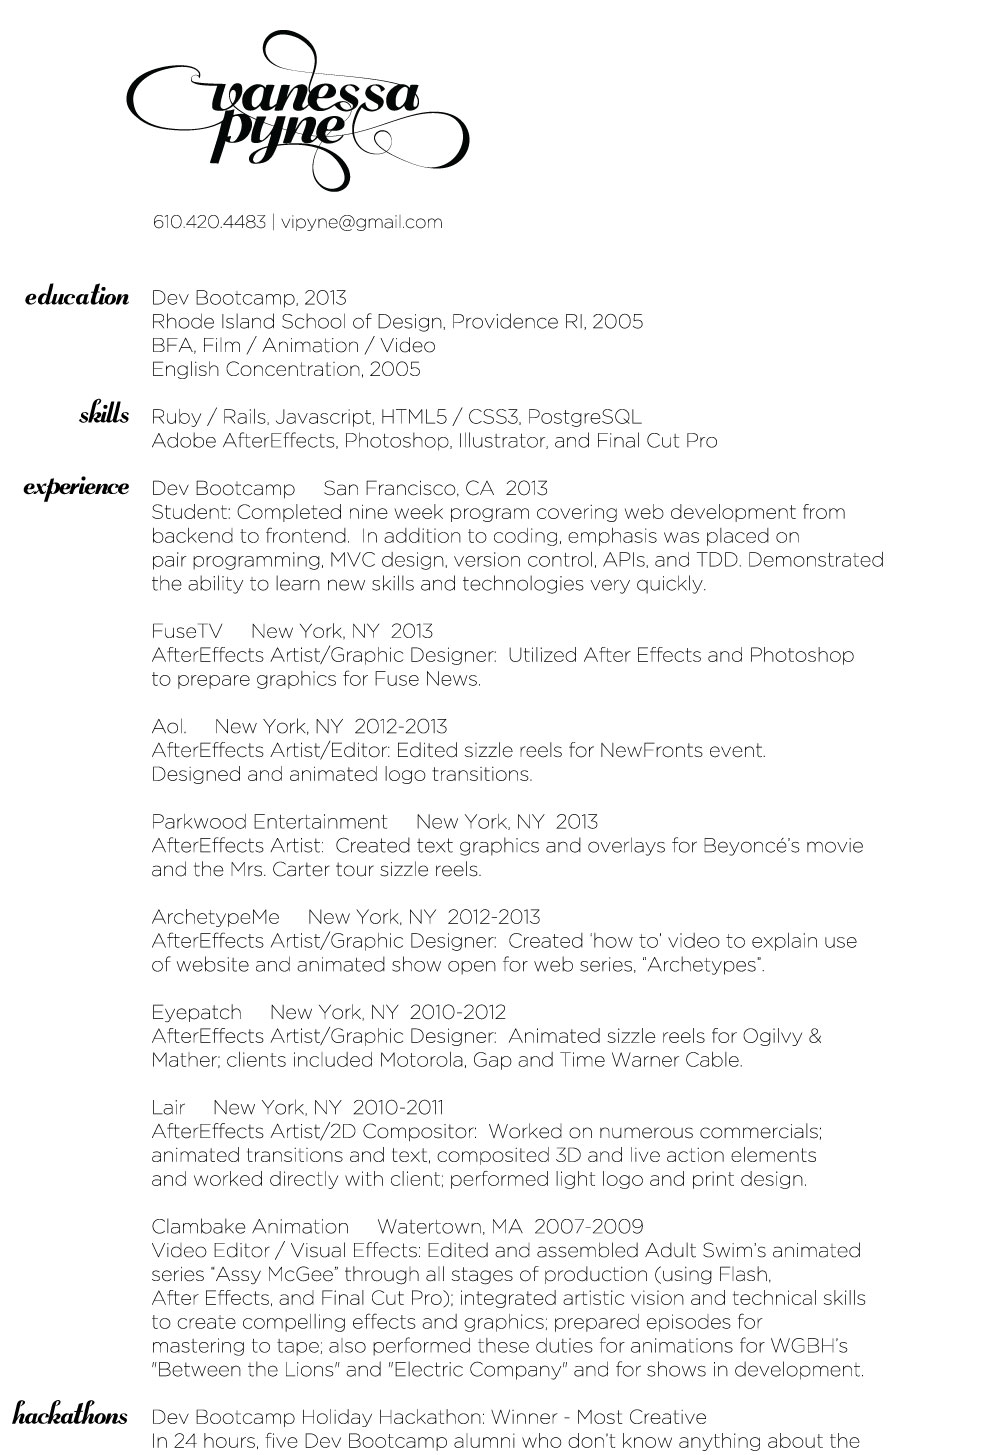 vanessa
pyne
610.420.4483 | vipyne@gmail.com
education
Dev Bootcamp, 2013
Rhode Island School of Design, Providence RI, 2005
BFA, Film / Animation / Video
English Concentration, 2005
skills
Ruby / Rails, Javascript, HTML5 / CSS3, PostgreSQL
Adobe AfterEffects, Photoshop, Illustrator, and Final Cut Pro
experience
Dev Bootcamp San Francisco, CA 2013
Student: Completed nine week program covering web development from
backend to frontend. In addition to coding, emphasis was placed on
pair programming, MVC design, version control, APIs, and TDD. Demonstrated
the ability to learn new skills and technologies very quickly.
FuseTV New York, NY 2013
AfterEffects Artist/Graphic Designer: Utilized After Effects and Photoshop
to prepare graphics for Fuse News.
Aol. New York, NY 2012-2013
AfterEffects Artist/Editor: Edited sizzle reels for NewFronts event.
Designed and animated logo transitions.
Parkwood Entertainment New York, NY 2013
AfterEffects Artist: Created text graphics and overlays for Beyoncé's movie
and the Mrs. Carter tour sizzle reels.
ArchetypeMe New York, NY 2012-2013
AfterEffects Artist/Graphic Designer: Created 'how to' video to explain use
of website and animated show open for web series, "Archetypes".
Eyepatch New York, NY 2010-2012
AfterEffects Artist/Graphic Designer: Animated sizzle reels for Ogilvy &
Mather; clients included Motorola, Gap and Time Warner Cable.
Lair New York, NY 2010-2011
AfterEffects Artist/2D Compositor: Worked on numerous commercials;
animated transitions and text, composited 3D and live action elements
and worked directly with client; performed light logo and print design.
Clambake Animation Watertown, MA 2007-2009
Video Editor / Visual Effects: Edited and assembled Adult Swim's animated
series "Assy McGee" through all stages of production (using Flash,
After Effects, and Final Cut Pro); integrated artistic vision and technical skills
to create compelling effects and graphics; prepared episodes for
mastering to tape; also performed these duties for animations for WGBH's
"Between the Lions" and "Electric Company" and for shows in development.
hackathons
Dev Bootcamp Holiday Hackathon: Winner - Most Creative
In 24 hours, five Dev Bootcamp alumni who don't know anything about the